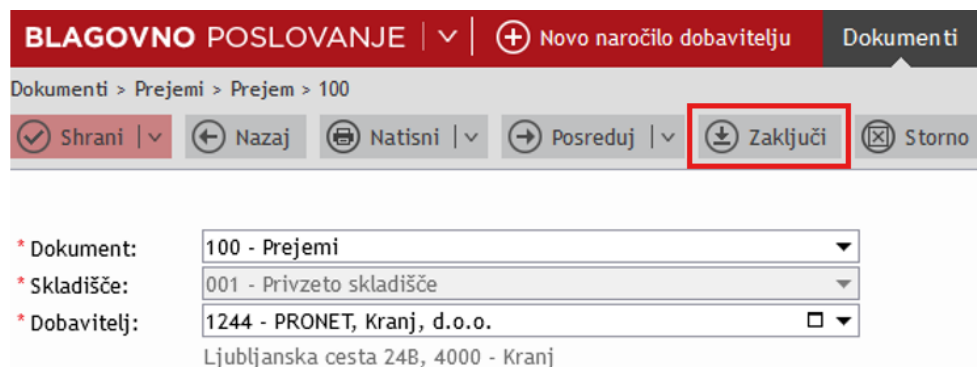 BLAGOVNO POSLOVANJE Novo naročilo dobavitelju Dokumenti
Dokumenti > Prejemi > Prejem > 100
Shrani Nazaj Natisni Posreduj Zaključi Storno
* Dokument: 100 - Prejemi
* Skladišče: 001 - Privzeto skladišče
* Dobavitelj: 1244 - PRONET, Kranj, d.o.o.
Ljubljanska cesta 24B, 4000 - Kranj